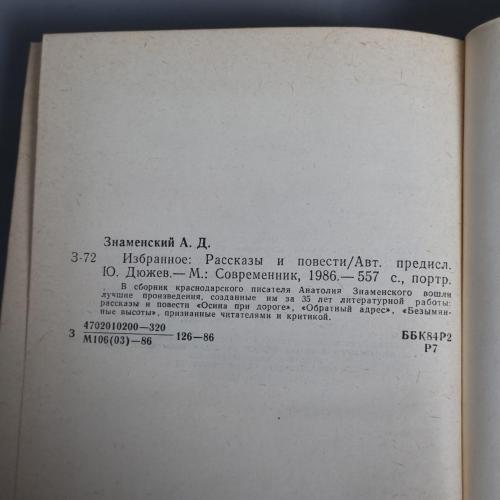 Знаменский А. Д.
З-72 Избранное: Рассказы и повести/Авт. предисл.
Ю. Дюжев.— М.: Современник, 1986.— 557 с., портр.
В сборник краснодарского писателя Анатолия Знаменского вошли
лучшие произведения, созданные им за 35 лет литературной работы:
рассказы и повести «Осина при дороге», «Обратный адрес», «Безымян-
ные высоты», признанные читателями и критикой.
4702010200—320
З 126—86 ББК84Р2
М106(03)—86 Р7